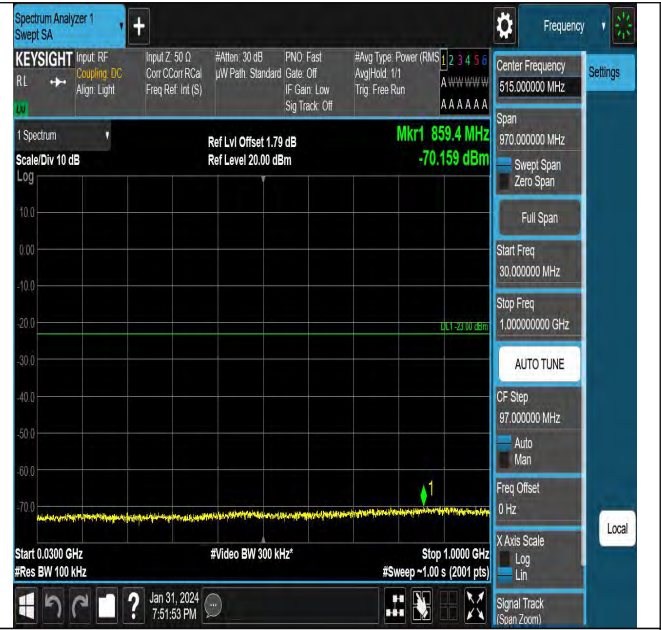 Spectrum Analyzer 1
Swept SA
+
Frequency
KEYSIGHT
RL
Input: RF
Coupling: DC
Align: Light
Input Z: 50 Ω
Corr CCorr RCal
Freq Ref: Int (S)
#Atten: 30 dB
µW Path: Standard
PNO: Fast
Gate: Off
IF Gain: Low
Sig Track: Off
#Avg Type: Power (RMS
Avg|Hold: 1/1
Trig: Free Run
1 2 3 4 5 6
A W W W W W
A A A A A A
1 Spectrum
Scale/Div 10 dB
Ref Lvl Offset 1.79 dB
Ref Level 20.00 dBm
Mkr1 859.4 MHz
-70.159 dBm
Log
10.0
0.00
-10.0
-20.0
DL1 -23.00 dBm
-30.0
-40.0
-50.0
-60.0
1
-70.0
Start 0.0300 GHz
#Res BW 100 kHz
#Video BW 300 kHz*
Stop 1.0000 GHz
#Sweep ~1.00 s (2001 pts)
?
Jan 31, 2024
7:51:53 PM
Center Frequency
515.000000 MHz
Settings
Span
970.000000 MHz
Swept Span
Zero Span
Full Span
Start Freq
30.000000 MHz
Stop Freq
1.000000000 GHz
AUTO TUNE
CF Step
97.000000 MHz
Auto
Man
Freq Offset
0 Hz
X Axis Scale
Log
Lin
Local
Signal Track
(Span Zoom)